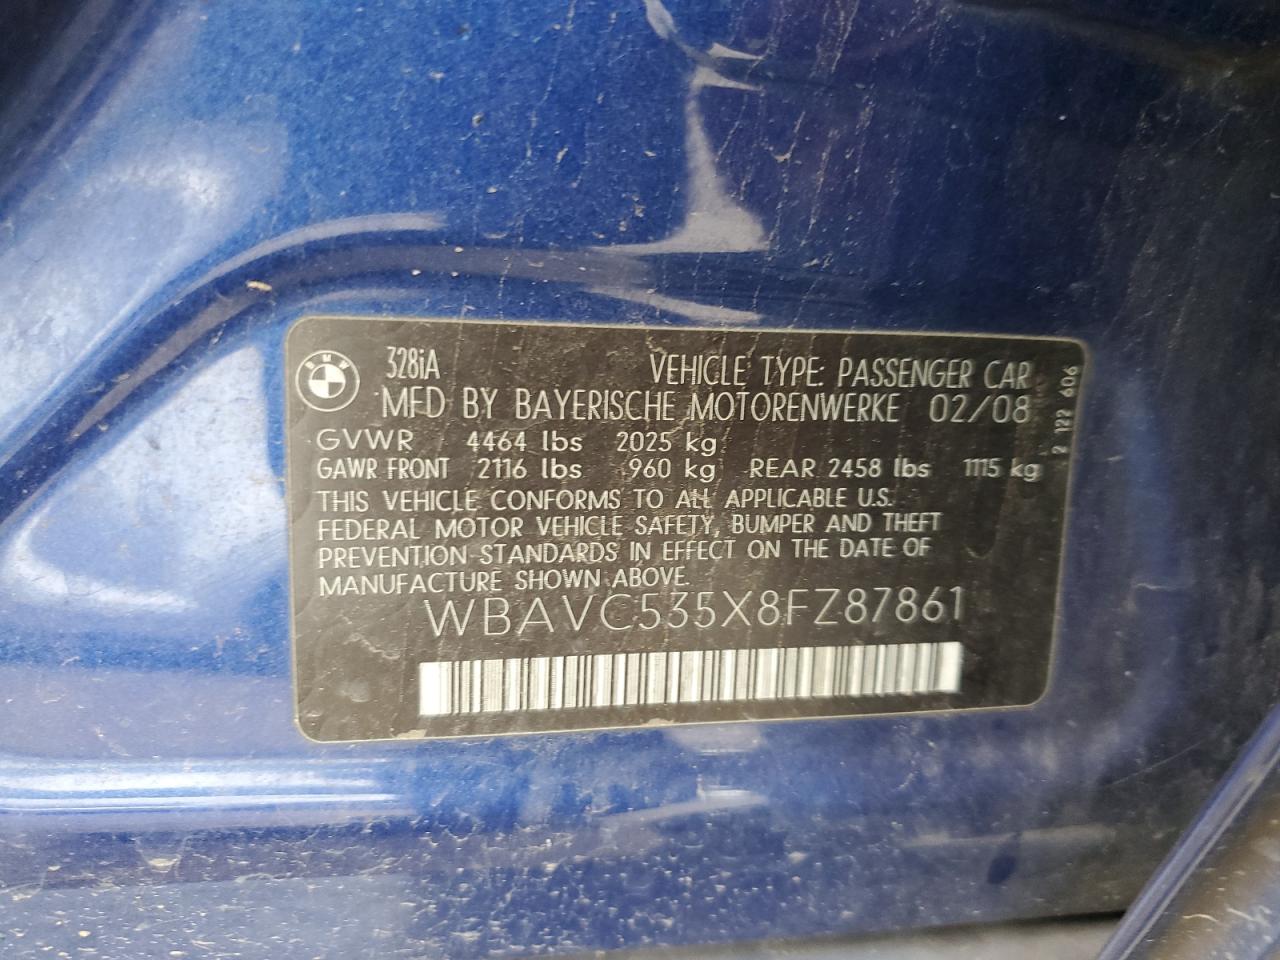 BMW
328iA
VEHICLE TYPE: PASSENGER CAR
MFD BY BAYERISCHE MOTORENWERKE 02/08
GVWR 4464 lbs 2025 kg
GAWR FRONT 2116 lbs 960 kg REAR 2458 lbs 1115 kg
THIS VEHICLE CONFORMS TO ALL APPLICABLE U.S.
FEDERAL MOTOR VEHICLE SAFETY, BUMPER AND THEFT
PREVENTION STANDARDS IN EFFECT ON THE DATE OF
MANUFACTURE SHOWN ABOVE.
WBAVC535X8FZ87861
2 122 606